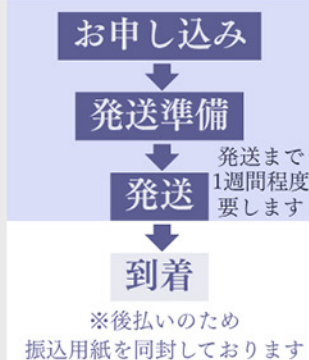 お申し込み
発送準備
発送
発送まで
1週間程度
要します
到着
※後払いのため
振込用紙を同封しております